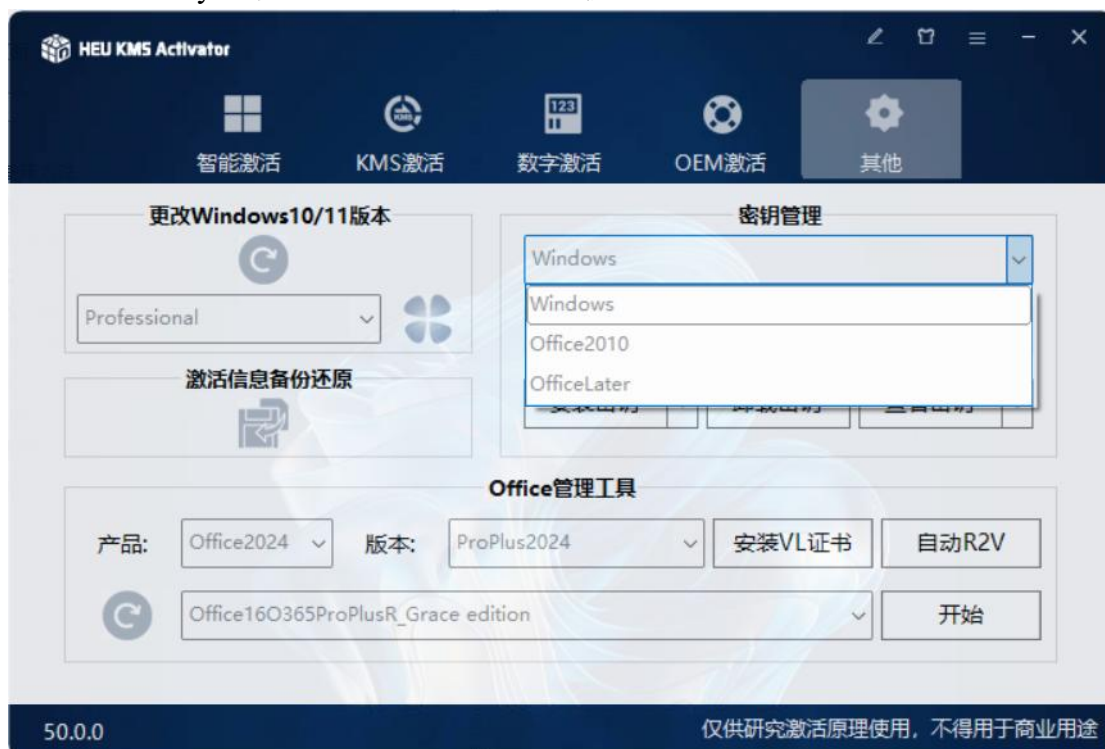 HEU KMS Activator
智能激活
KMS激活
123
数字激活
OEM激活
其他
更改Windows10/11版本
Professional
激活信息备份还原
密钥管理
Windows
Windows
Office2010
OfficeLater
Office管理工具
产品: Office2024 版本: ProPlus2024 安装VL证书 自动R2V
Office16O365ProPlusR_Grace edition 开始
50.0.0
仅供研究激活原理使用，不得用于商业用途